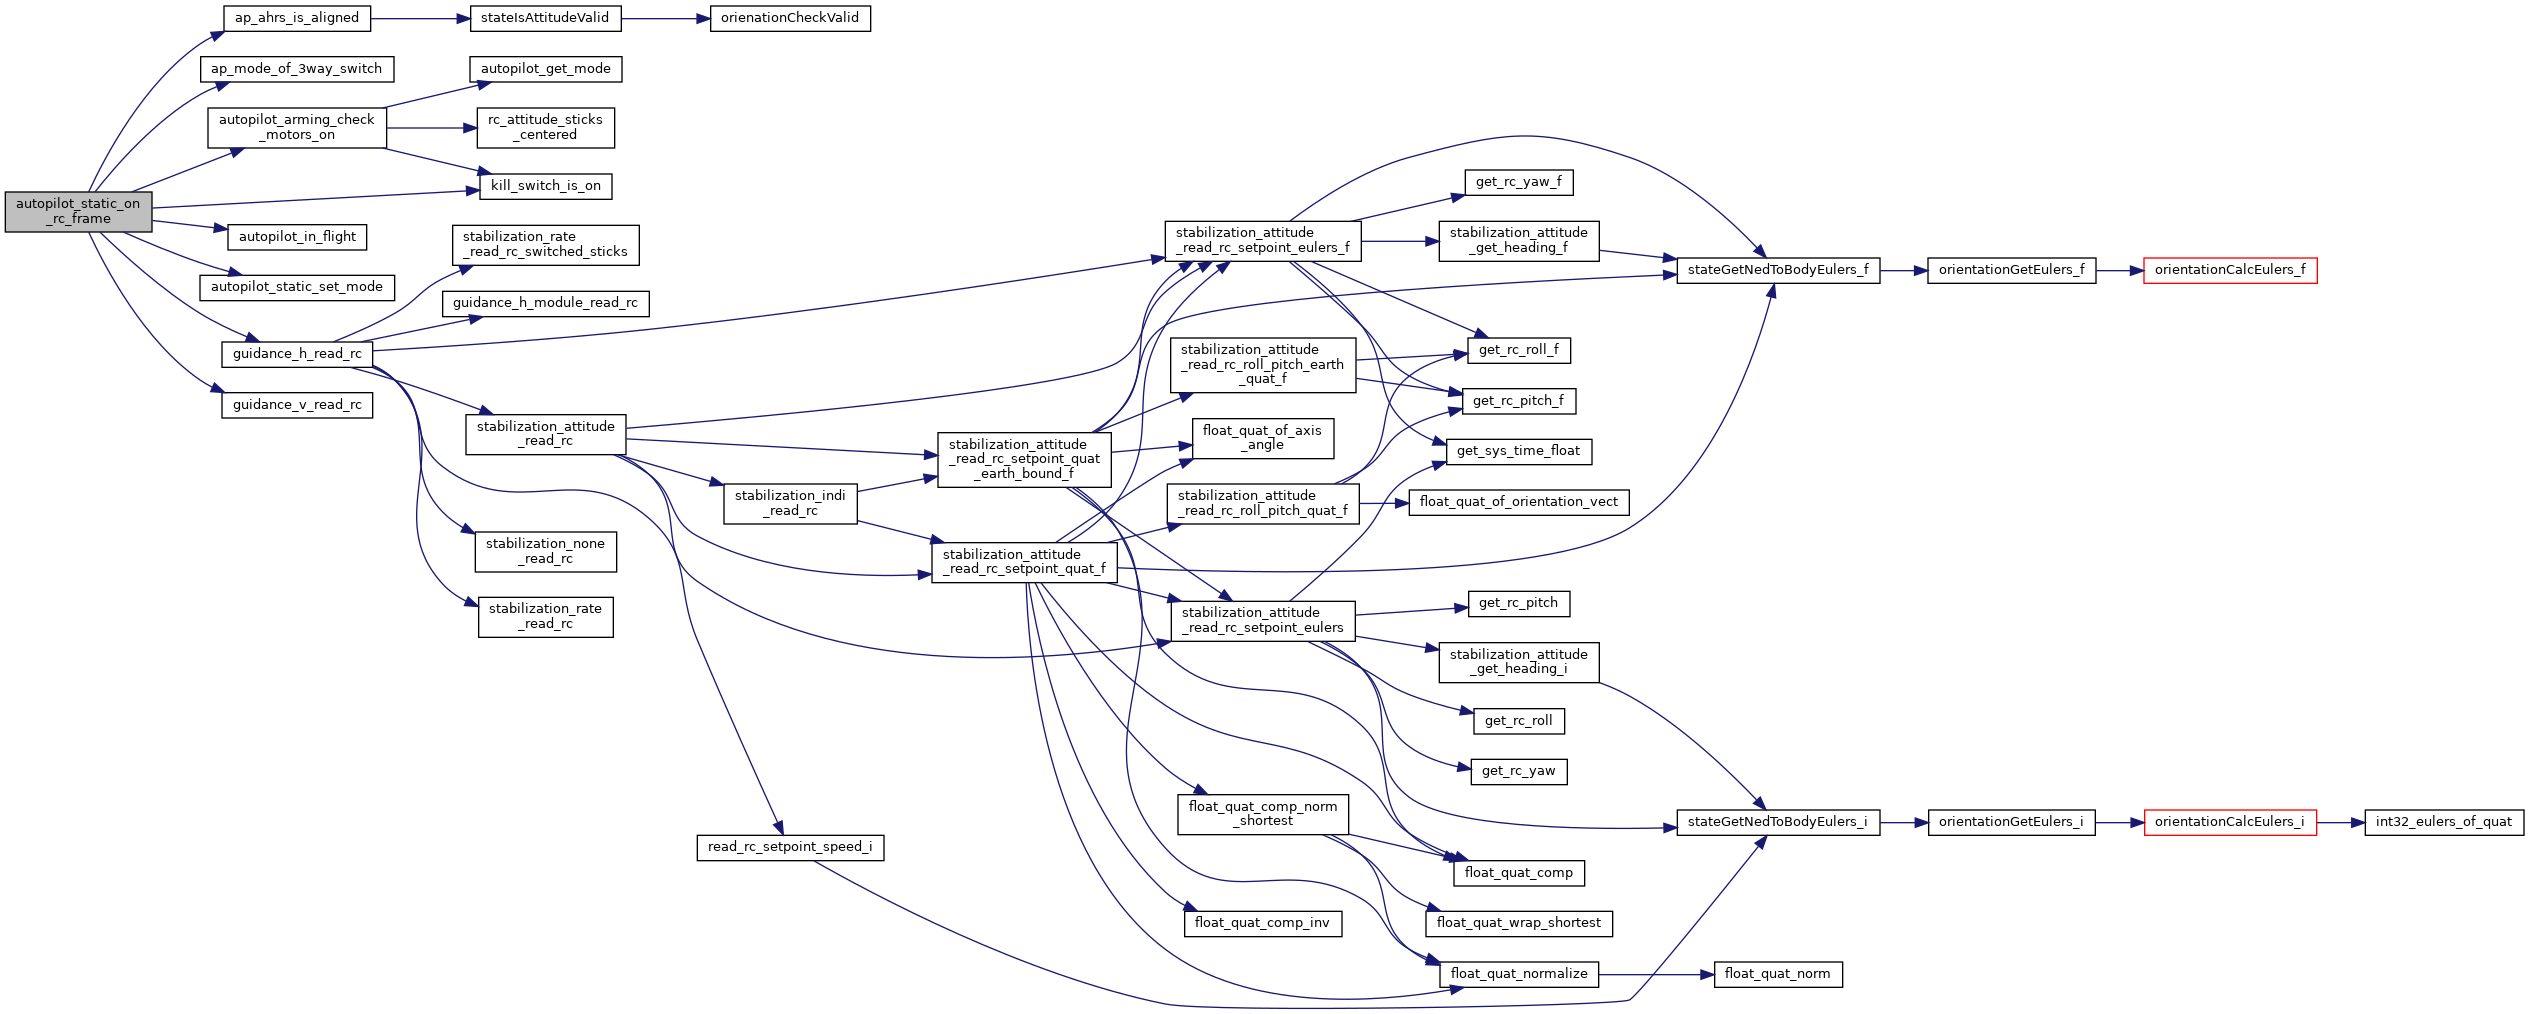 autopilot_static_on
_rc_frame
ap_ahrs_is_aligned
stateIsAttitudeValid
orienationCheckValid
ap_mode_of_3way_switch
autopilot_arming_check
_motors_on
autopilot_get_mode
rc_attitude_sticks
_centered
kill_switch_is_on
autopilot_in_flight
autopilot_static_set_mode
guidance_h_read_rc
guidance_v_read_rc
stabilization_rate
_read_rc_switched_sticks
guidance_h_module_read_rc
stabilization_attitude
_read_rc
stabilization_none
_read_rc
stabilization_rate
_read_rc
stabilization_indi
_read_rc
read_rc_setpoint_speed_i
stabilization_attitude
_read_rc_setpoint_quat
_earth_bound_f
stabilization_attitude
_read_rc_setpoint_quat_f
stabilization_attitude
_read_rc_setpoint_eulers_f
stabilization_attitude
_read_rc_roll_pitch_earth
_quat_f
float_quat_of_axis
_angle
stabilization_attitude
_read_rc_roll_pitch_quat_f
stabilization_attitude
_read_rc_setpoint_eulers
float_quat_comp_norm
_shortest
float_quat_comp_inv
get_rc_yaw_f
stabilization_attitude
_get_heading_f
get_rc_roll_f
get_rc_pitch_f
get_sys_time_float
float_quat_of_orientation_vect
get_rc_pitch
stabilization_attitude
_get_heading_i
get_rc_roll
get_rc_yaw
float_quat_comp
float_quat_wrap_shortest
float_quat_normalize
float_quat_norm
stateGetNedToBodyEulers_f
orientationGetEulers_f
orientationCalcEulers_f
stateGetNedToBodyEulers_i
orientationGetEulers_i
orientationCalcEulers_i
int32_eulers_of_quat